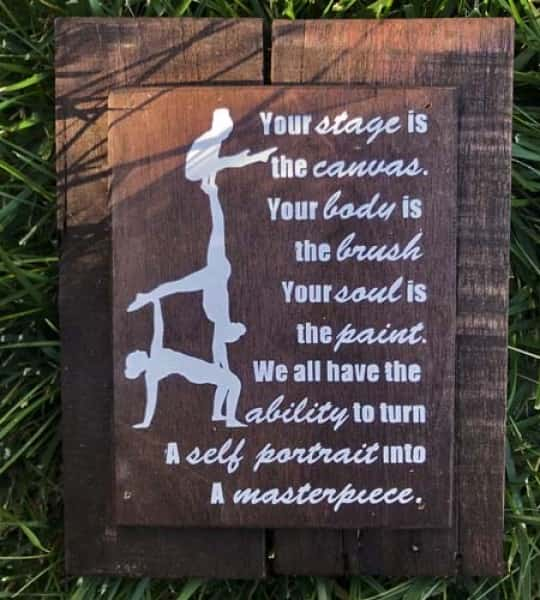 Your stage is
the canvas.
Your body is
the brush
Your soul is
the paint.
We all have the
ability to turn
A self portrait into
A masterpiece.